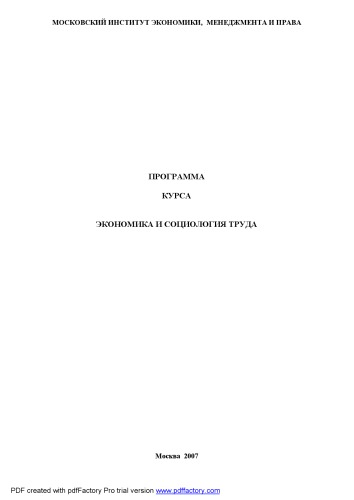 МОСКОВСКИЙ ИНСТИТУТ ЭКОНОМИКИ, МЕНЕДЖМЕНТА И ПРАВА
ПРОГРАММА
КУРСА
ЭКОНОМИКА И СОЦИОЛОГИЯ ТРУДА
Москва 2007
PDF created with pdfFactory Pro trial version www.pdffactory.com